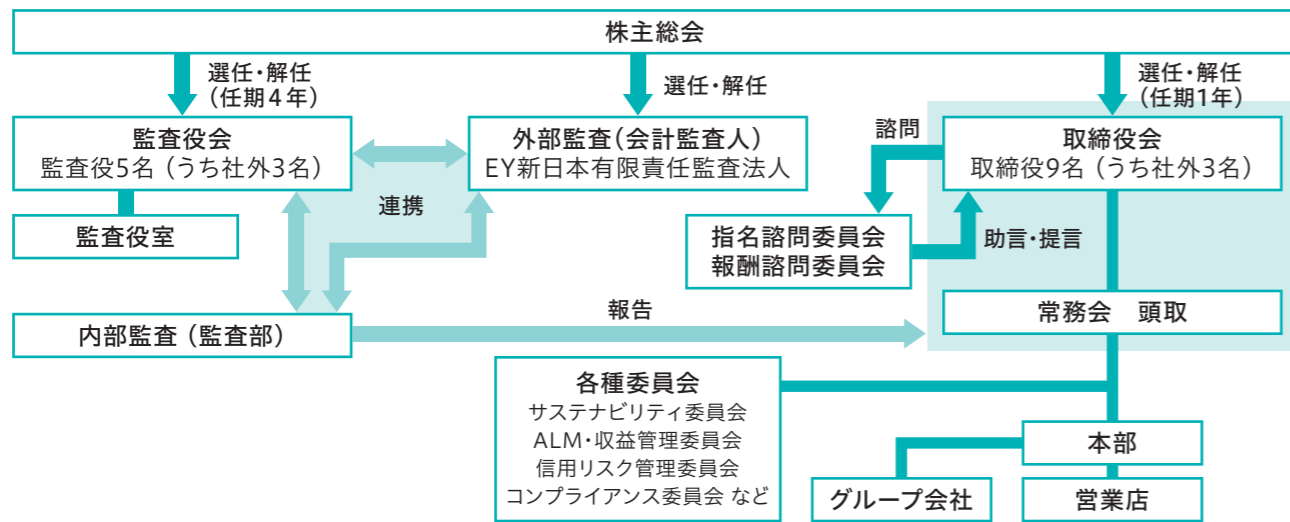 株主総会
選任・解任
(任期4年)
選任・解任
選任・解任
(任期1年)
監査役会
監査役5名(うち社外3名)
外部監査(会計監査人)
EY新日本有限責任監査法人
諮問
取締役会
取締役9名(うち社外3名)
連携
監査役室
指名諮問委員会
報酬諮問委員会
助言・提言
内部監査(監査部)
報告
常務会 頭取
各種委員会
サステナビリティ委員会
ALM・収益管理委員会
信用リスク管理委員会
コンプライアンス委員会 など
本部
グループ会社
営業店